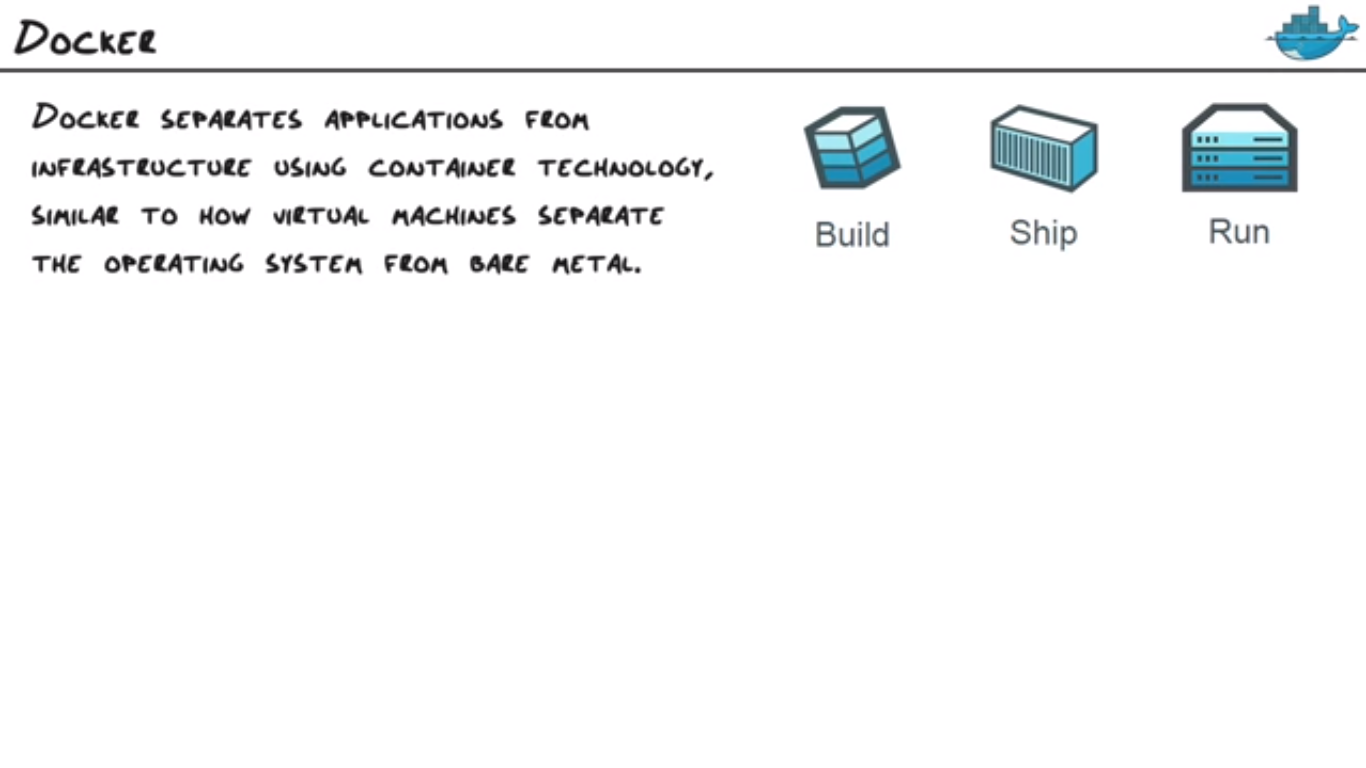 Docker
Docker separates applications from
infrastructure using container technology,
similar to how virtual machines separate
the operating system from bare metal.
Build Ship Run